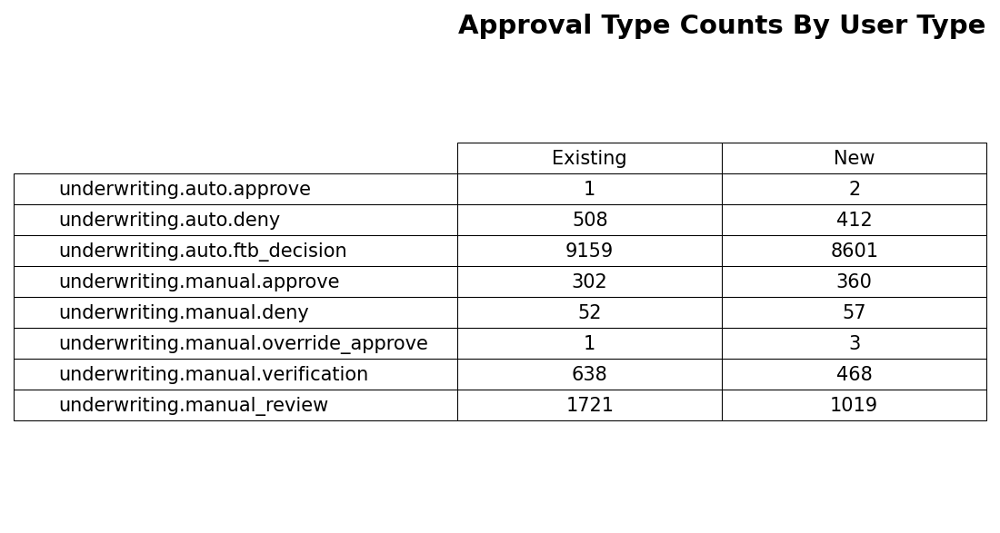 Approval Type Counts By User Type
Existing New
underwriting.auto.approve 1 2
underwriting.auto.deny 508 412
underwriting.auto.ftb_decision 9159 8601
underwriting.manual.approve 302 360
underwriting.manual.deny 52 57
underwriting.manual.override_approve 1 3
underwriting.manual.verification 638 468
underwriting.manual_review 1721 1019